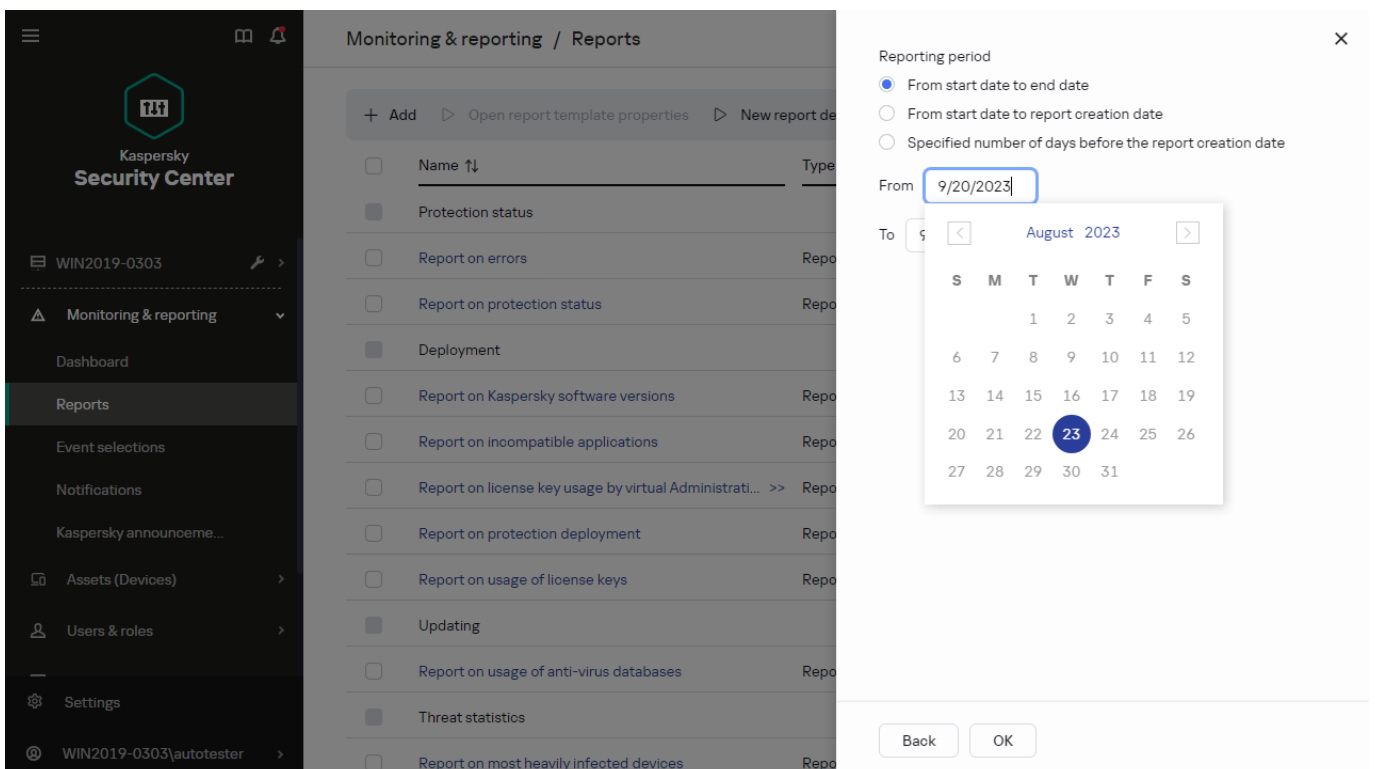 Kaspersky
Security Center
WIN2019-0303
Monitoring & reporting
Dashboard
Reports
Event selections
Notifications
Kaspersky announceme...
Assets (Devices)
Users & roles
Settings
WIN2019-0303\autotester
Monitoring & reporting / Reports
+ Add Open report template properties New report de
Name Type
Protection status
Report on errors Repo
Report on protection status Repo
Deployment
Report on Kaspersky software versions Repo
Report on incompatible applications Repo
Report on license key usage by virtual Administrati... >> Repo
Report on protection deployment Repo
Report on usage of license keys Repo
Updating
Report on usage of anti-virus databases Repo
Threat statistics
Report on most heavily infected devices Repo
Reporting period
From start date to end date
From start date to report creation date
Specified number of days before the report creation date
From 9/20/2023
To 9
August 2023
S M T W T F S
1 2 3 4 5
6 7 8 9 10 11 12
13 14 15 16 17 18 19
20 21 22 23 24 25 26
27 28 29 30 31
Back OK